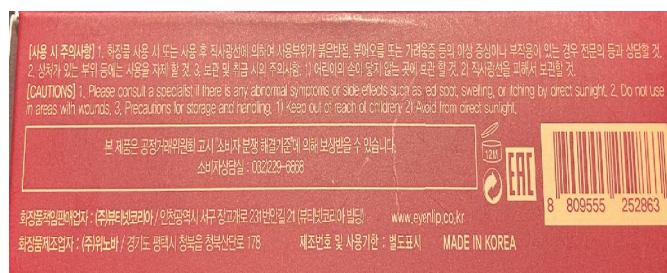 [사용 시 주의사항] 1. 화장품 사용 시 또는 사용 후 직사광선에 의하여 사용부위가 붉은반점, 부어오름 또는 가려움증 등의 이상 증상이나 부작용이 있는 경우 전문의 등과 상담할 것.
2. 상처가 있는 부위 등에는 사용을 자제 할 것. 3. 보관 및 취급 시의 주의사항: 1) 어린이의 손이 닿지 않는 곳에 보관 할 것. 2) 직사광선을 피해서 보관할 것.
[CAUTIONS] 1. Please consult a specialist if there is any abnormal symptoms or side effects such as red spot, swelling, or itching by direct sunlight. 2. Do not use
in areas with wounds. 3. Precautions for storage and handling. 1) Keep out of reach of children. 2) Avoid from direct sunlight.
본 제품은 공정거래위원회 고시 '소비자 분쟁 해결기준'에 의해 보상받을 수 있습니다.
소비자상담실 : 032)229-6868
12M
EAC
8 809555 252863
화장품책임판매업자 : (주)뷰티넷코리아 / 인천광역시 서구 장고개로 231번안길 21 (뷰티넷코리아 빌딩) www.eyenlip.co.kr
화장품제조업자 : (주)위노바 / 경기도 평택시 청북읍 청북산단로 178 제조번호 및 사용기한 : 별도표시 MADE IN KOREA